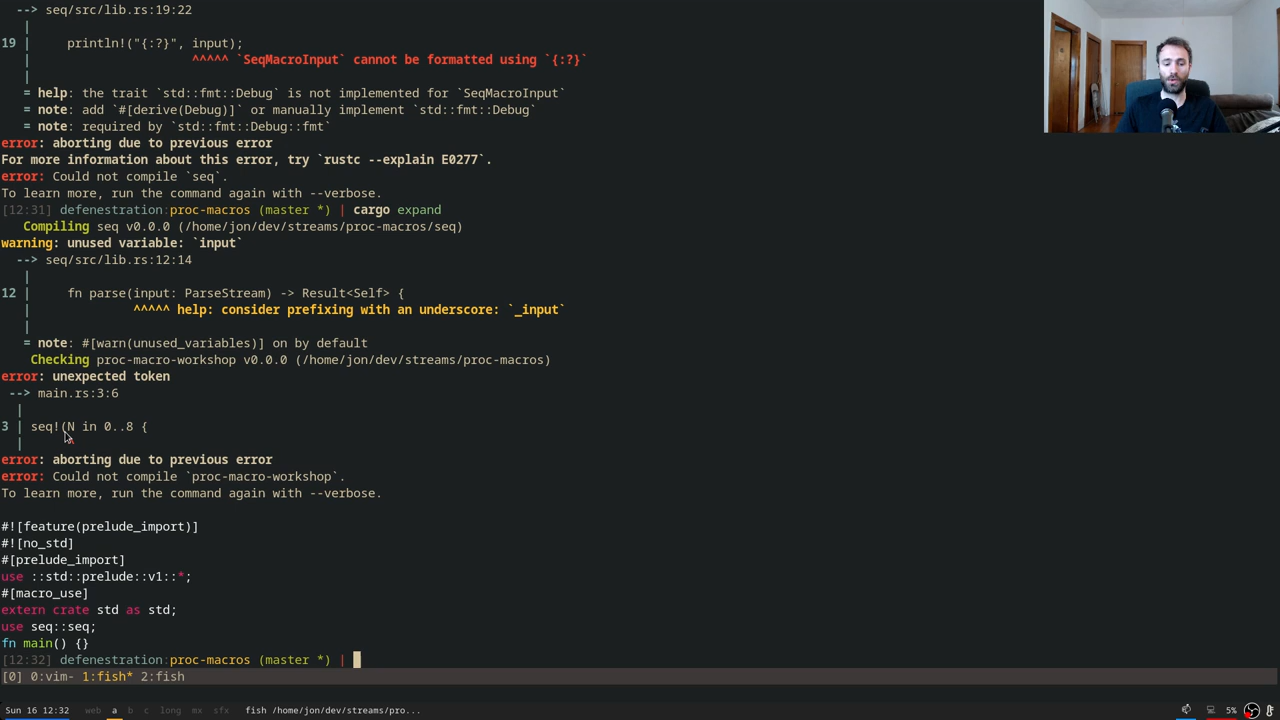 --> seq/src/lib.rs:19:22
|
19 |     println!("{:?}", input);
|                      ^^^^^ `SeqMacroInput` cannot be formatted using `{:?}`
|
= help: the trait `std::fmt::Debug` is not implemented for `SeqMacroInput`
= note: add `#[derive(Debug)]` or manually implement `std::fmt::Debug`
= note: required by `std::fmt::Debug::fmt`
error: aborting due to previous error
For more information about this error, try `rustc --explain E0277`.
error: Could not compile `seq`.
To learn more, run the command again with --verbose.
[12:31] defenestration:proc-macros (master *) | cargo expand
Compiling seq v0.0.0 (/home/jon/dev/streams/proc-macros/seq)
warning: unused variable: `input`
--> seq/src/lib.rs:12:14
|
12 |     fn parse(input: ParseStream) -> Result<Self> {
|              ^^^^^ help: consider prefixing with an underscore: `_input`
|
= note: #[warn(unused_variables)] on by default
Checking proc-macro-workshop v0.0.0 (/home/jon/dev/streams/proc-macros)
error: unexpected token
--> main.rs:3:6
|
3 | seq!(N in 0..8 {
|      ^
error: aborting due to previous error
error: Could not compile `proc-macro-workshop`.
To learn more, run the command again with --verbose.
#![feature(prelude_import)]
#![no_std]
#[prelude_import]
use ::std::prelude::v1::*;
#[macro_use]
extern crate std as std;
use seq::seq;
fn main() {}
[12:32] defenestration:proc-macros (master *) |
[0] 0:vim- 1:fish* 2:fish
Sun 16 12:32 web a b c long mx sfx fish /home/jon/dev/streams/pro... 5%